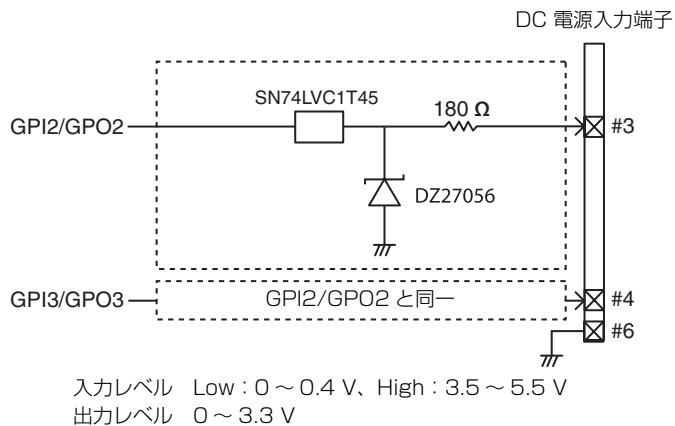 DC 電源入力端子
SN74LVC1T45
180 Ω
GPI2/GPO2
#3
DZ27056
GPI3/GPO3
GPI2/GPO2 と同一
#4
#6
入力レベル Low：0 ～ 0.4 V、High：3.5 ～ 5.5 V
出力レベル 0 ～ 3.3 V